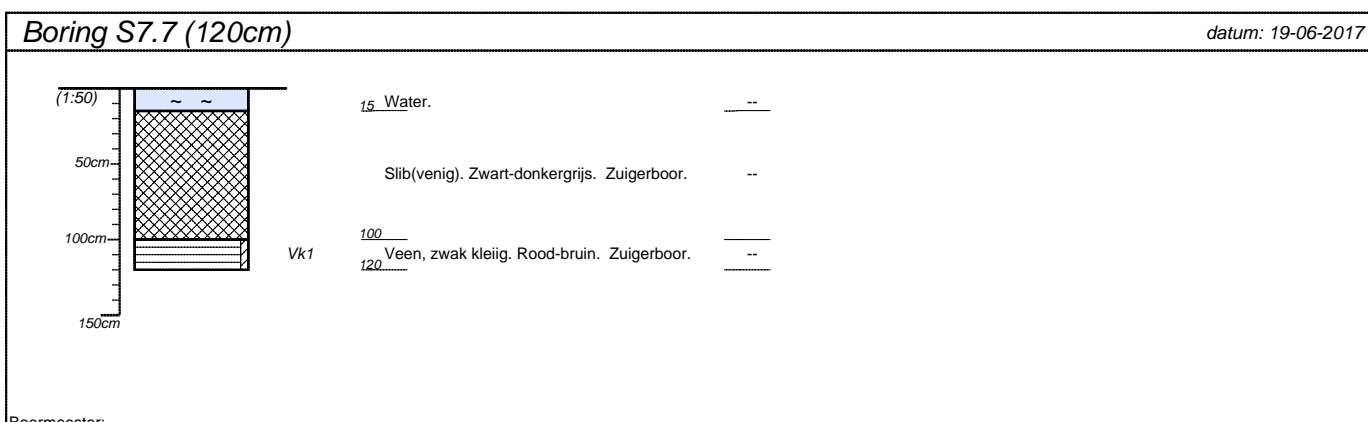 Boring S7.7 (120cm) datum: 19-06-2017
(1:50) ~ ~ 15 Water. --
50cm Slib(venig). Zwart-donkergrijs. Zuigerboor. --
100cm 100
Vk1 Veen, zwak kleiig. Rood-bruin. Zuigerboor. --
120
150cm